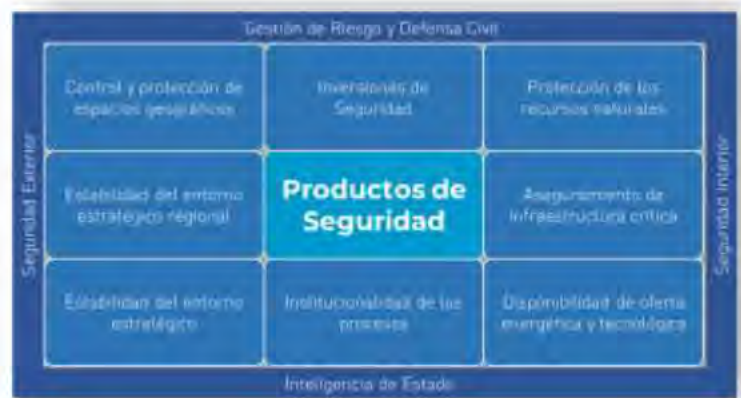 Gestión de Riesgo y Defensa Civil
Control y protección de
espacios geográficos
Inversiones de
Seguridad
Protección de los
recursos naturales
Seguridad Exterior
Estabilidad del entorno
estratégico regional
Productos de
Seguridad
Aseguramiento de
infraestructura crítica
Seguridad Interior
Estabilidad del entorno
estratégico
Institucionalidad de los
procesos
Disponibilidad de oferta
energética y tecnológica
Inteligencia de Estado